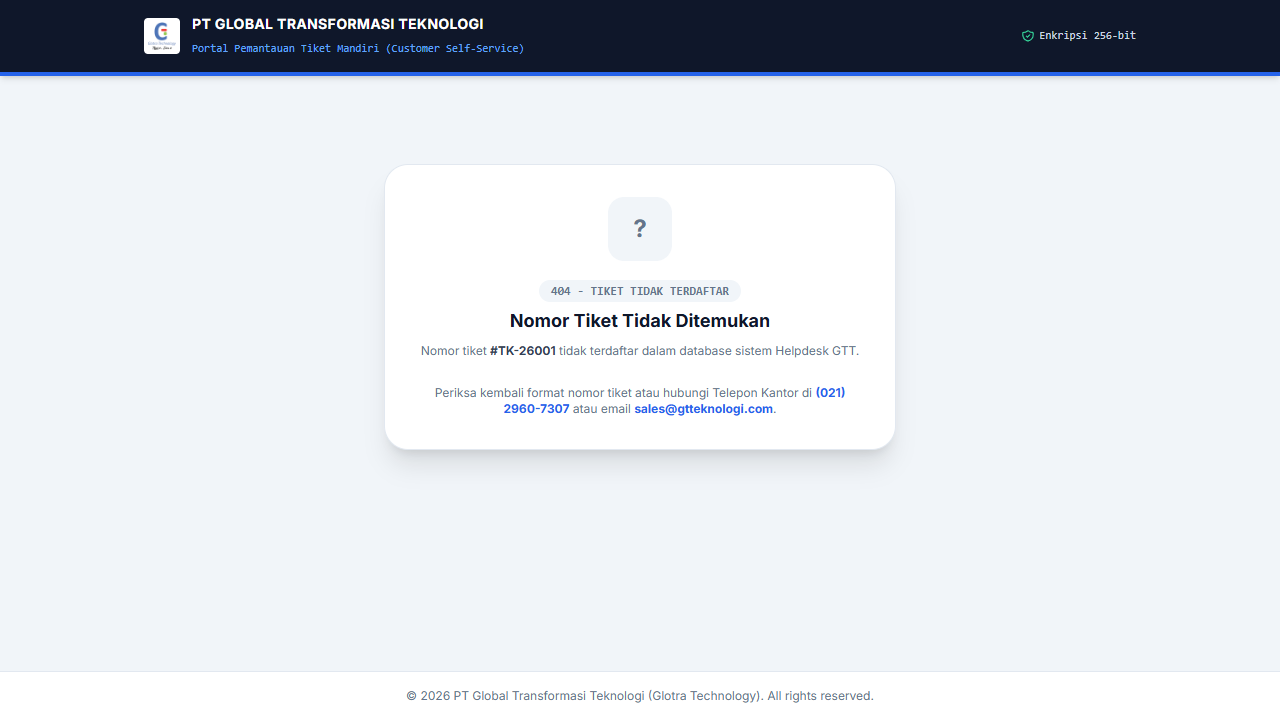 PT GLOBAL TRANSFORMASI TEKNOLOGI
Portal Pemantauan Tiket Mandiri (Customer Self-Service)
Enkripsi 256-bit
?
404 - TIKET TIDAK TERDAFTAR
Nomor Tiket Tidak Ditemukan
Nomor tiket #TK-26001 tidak terdaftar dalam database sistem Helpdesk GTT.
Periksa kembali format nomor tiket atau hubungi Telepon Kantor di (021)
2960-7307 atau email sales@gtteknologi.com.
© 2026 PT Global Transformasi Teknologi (Glotra Technology). All rights reserved.